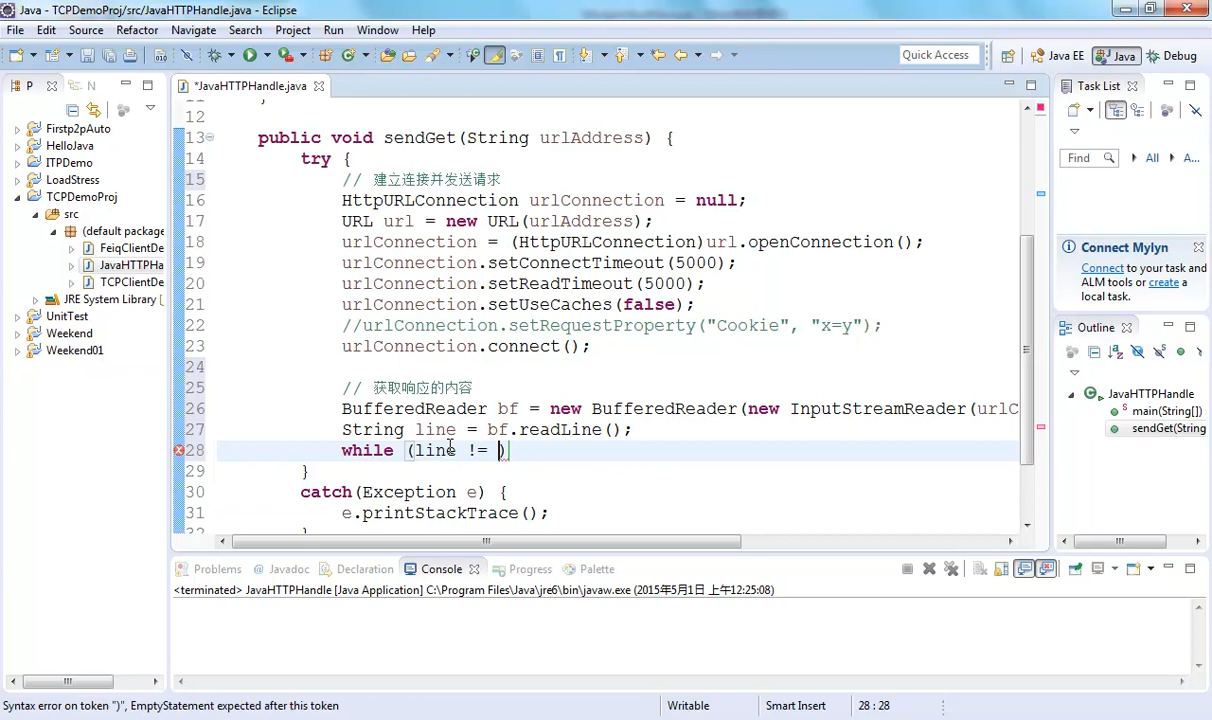 Java - TCPDemoProj/src/JavaHTTPHandle.java - Eclipse
File Edit Source Refactor Navigate Search Project Run Window Help
Quick Access
Java EE
Java
Debug
P
N
*JavaHTTPHandle.java
Task List
Firstp2pAuto
HelloJava
ITPDemo
LoadStress
TCPDemoProj
src
(default package
FeiqClientDe
JavaHTTPHa
TCPClientDe
JRE System Library [
UnitTest
Weekend
Weekend01
12
13 public void sendGet(String urlAddress) {
14 try {
15 // 建立连接并发送请求
16 HttpURLConnection urlConnection = null;
17 URL url = new URL(urlAddress);
18 urlConnection = (HttpURLConnection)url.openConnection();
19 urlConnection.setConnectTimeout(5000);
20 urlConnection.setReadTimeout(5000);
21 urlConnection.setUseCaches(false);
22 //urlConnection.setRequestProperty("Cookie", "x=y");
23 urlConnection.connect();
24
25 // 获取响应的内容
26 BufferedReader bf = new BufferedReader(new InputStreamReader(urlC
27 String line = bf.readLine();
28 while (line != )
29 }
30 catch(Exception e) {
31 e.printStackTrace();
Find
All
A...
Connect Mylyn
Connect to your task and
ALM tools or create a
local task.
Outline
JavaHTTPHandle
main(String[])
sendGet(String
Problems Javadoc Declaration Console Progress Palette
<terminated> JavaHTTPHandle [Java Application] C:\Program Files\Java\jre6\bin\javaw.exe (2015年5月1日 上午12:25:08)
Syntax error on token ")", EmptyStatement expected after this token
Writable
Smart Insert
28 : 28